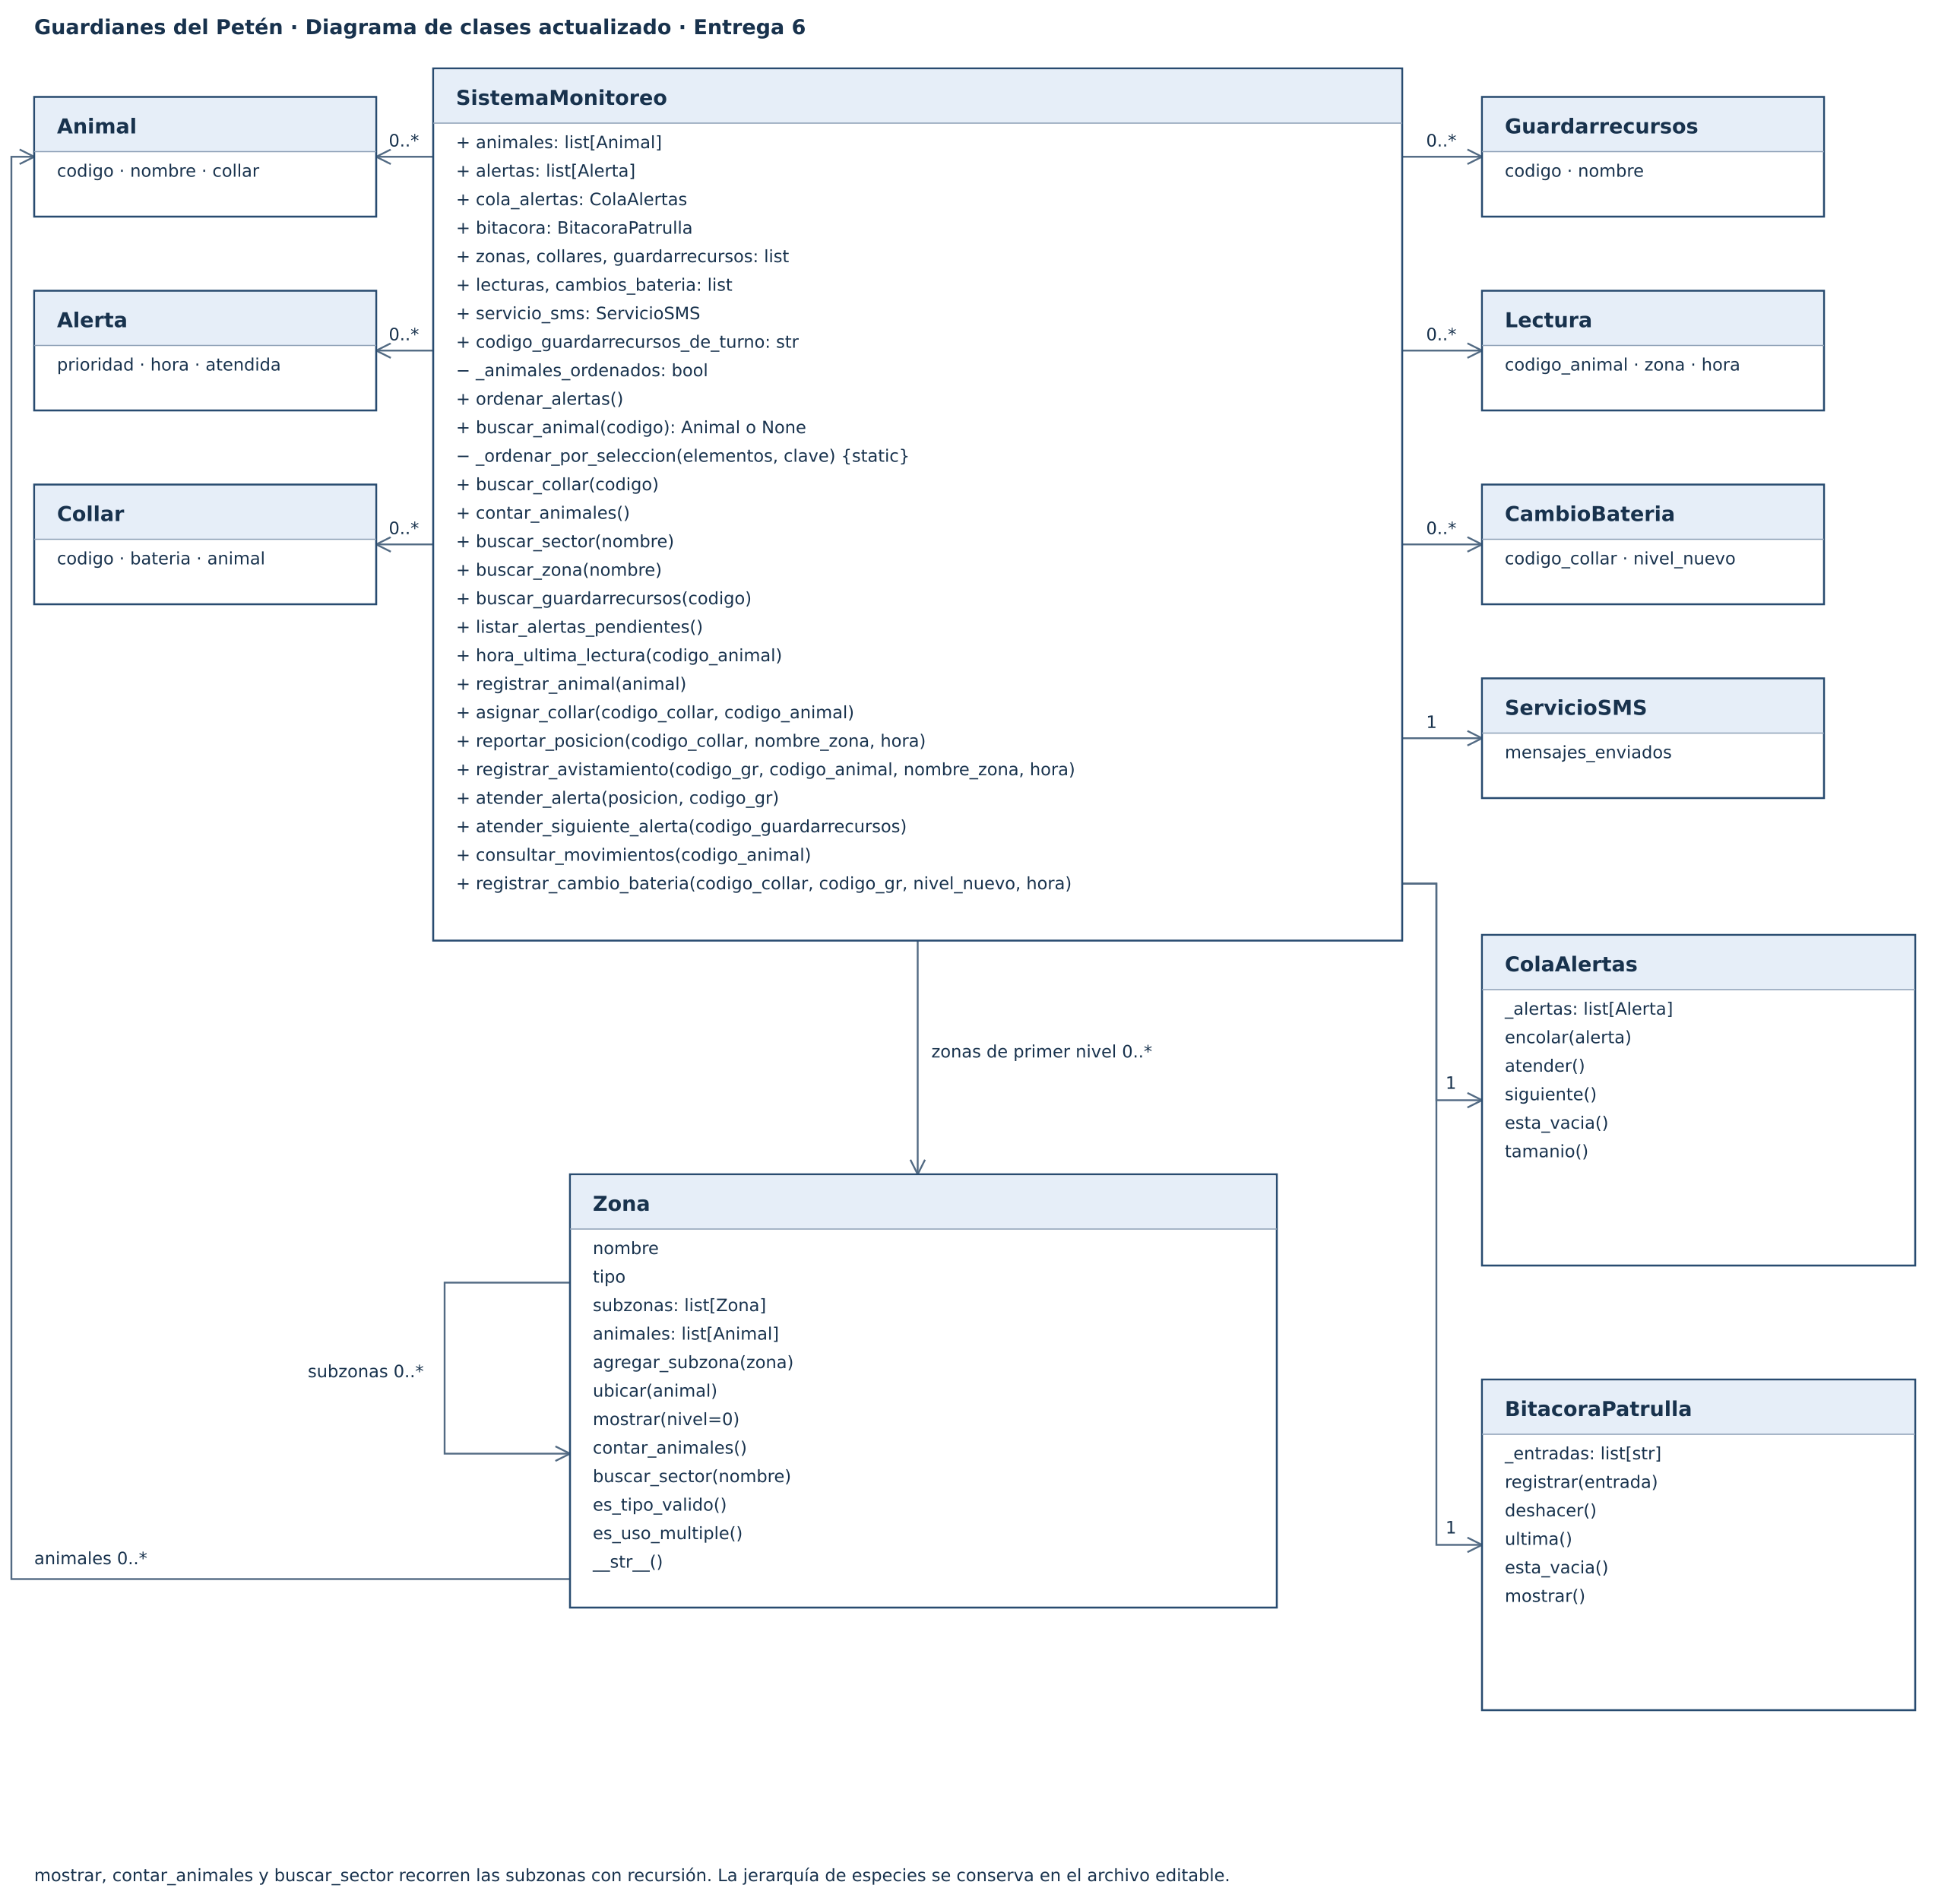 Guardianes del Petén · Diagrama de clases actualizado · Entrega 6
Animal
codigo · nombre · collar
0..*
Alerta
prioridad · hora · atendida
0..*
Collar
codigo · bateria · animal
0..*
SistemaMonitoreo
+ animales: list[Animal]
+ alertas: list[Alerta]
+ cola_alertas: ColaAlertas
+ bitacora: BitacoraPatrulla
+ zonas, collares, guardarrecursos: list
+ lecturas, cambios_bateria: list
+ servicio_sms: ServicioSMS
+ codigo_guardarrecursos_de_turno: str
− _animales_ordenados: bool
+ ordenar_alertas()
+ buscar_animal(codigo): Animal o None
− _ordenar_por_seleccion(elementos, clave) {static}
+ buscar_collar(codigo)
+ contar_animales()
+ buscar_sector(nombre)
+ buscar_zona(nombre)
+ buscar_guardarrecursos(codigo)
+ listar_alertas_pendientes()
+ hora_ultima_lectura(codigo_animal)
+ registrar_animal(animal)
+ asignar_collar(codigo_collar, codigo_animal)
+ reportar_posicion(codigo_collar, nombre_zona, hora)
+ registrar_avistamiento(codigo_gr, codigo_animal, nombre_zona, hora)
+ atender_alerta(posicion, codigo_gr)
+ atender_siguiente_alerta(codigo_guardarrecursos)
+ consultar_movimientos(codigo_animal)
+ registrar_cambio_bateria(codigo_collar, codigo_gr, nivel_nuevo, hora)
0..*
Guardarrecursos
codigo · nombre
0..*
Lectura
codigo_animal · zona · hora
0..*
CambioBateria
codigo_collar · nivel_nuevo
1
ServicioSMS
mensajes_enviados
1
ColaAlertas
_alertas: list[Alerta]
encolar(alerta)
atender()
siguiente()
esta_vacia()
tamanio()
zonas de primer nivel 0..*
Zona
nombre
tipo
subzonas: list[Zona]
animales: list[Animal]
agregar_subzona(zona)
ubicar(animal)
mostrar(nivel=0)
contar_animales()
buscar_sector(nombre)
es_tipo_valido()
es_uso_multiple()
__str__()
subzonas 0..*
animales 0..*
1
BitacoraPatrulla
_entradas: list[str]
registrar(entrada)
deshacer()
ultima()
esta_vacia()
mostrar()
mostrar, contar_animales y buscar_sector recorren las subzonas con recursión. La jerarquía de especies se conserva en el archivo editable.